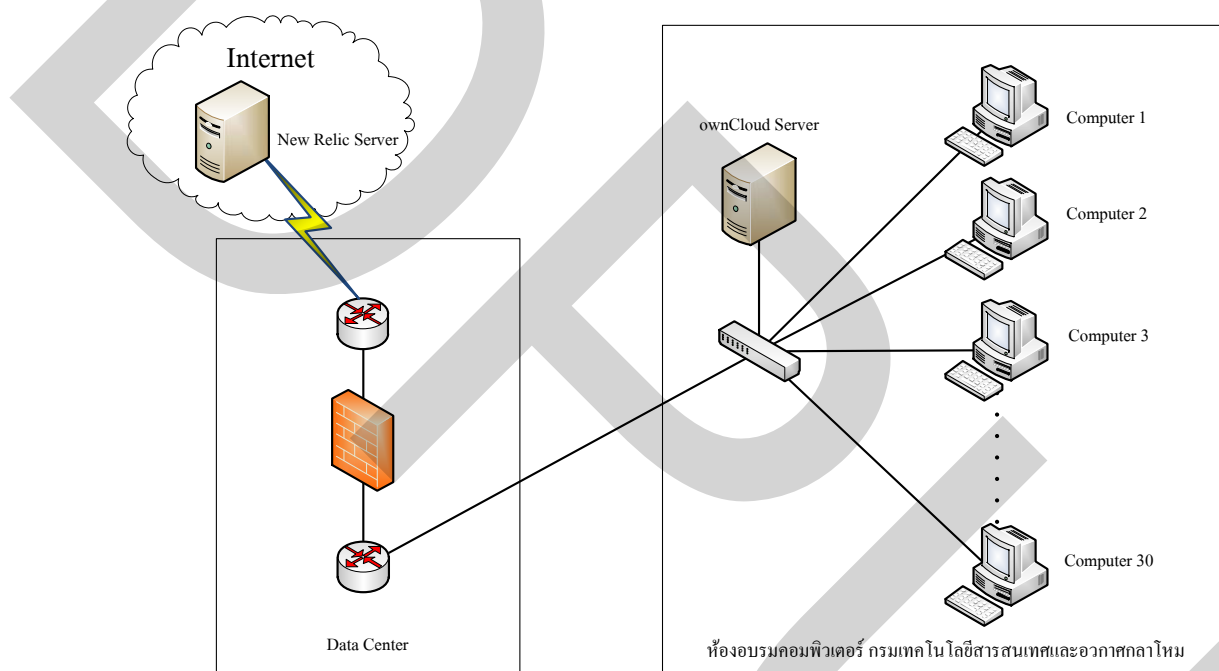 Internet
New Relic Server
ownCloud Server
Computer 1
Computer 2
Computer 3
Computer 30
Data Center
ห้องอบรมคอมพิวเตอร์ กรมเทคโนโลยีสารสนเทศและอวกาศกลาโหม